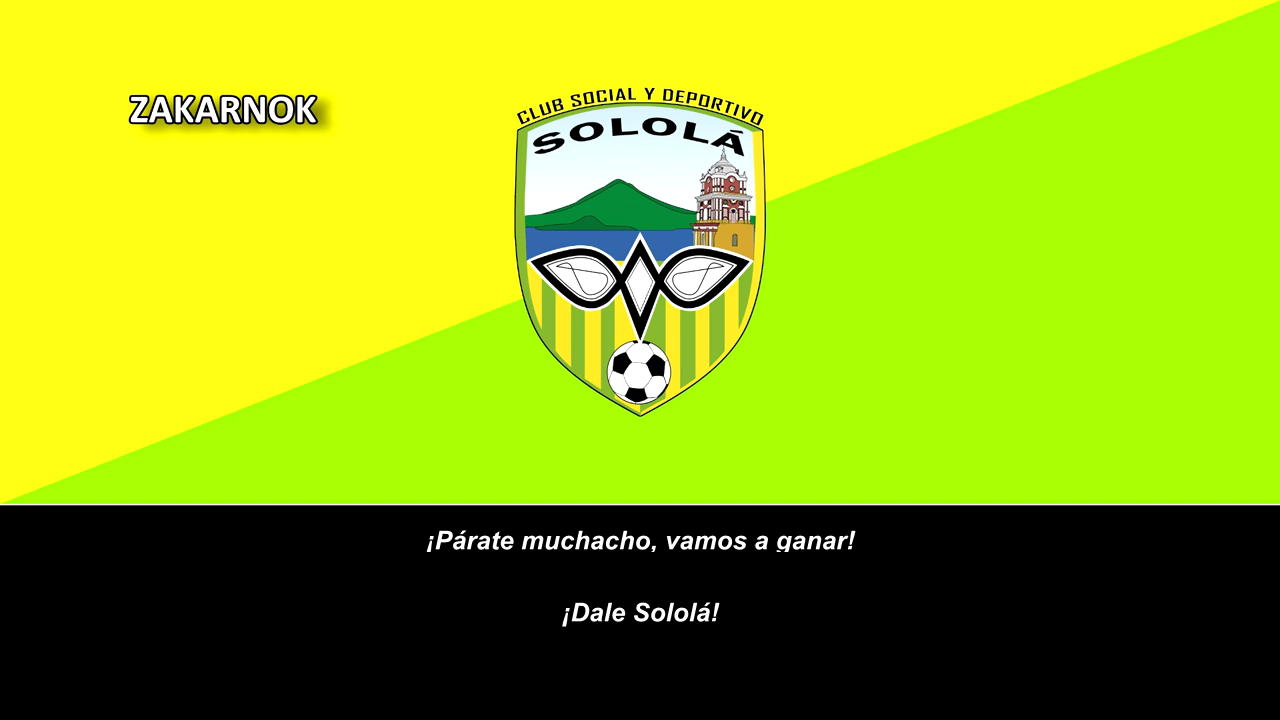 ZAKARNOK
CLUB SOCIAL Y DEPORTIVO
SOLOLÁ
¡Párate muchacho, vamos a ganar!
¡Dale Sololá!